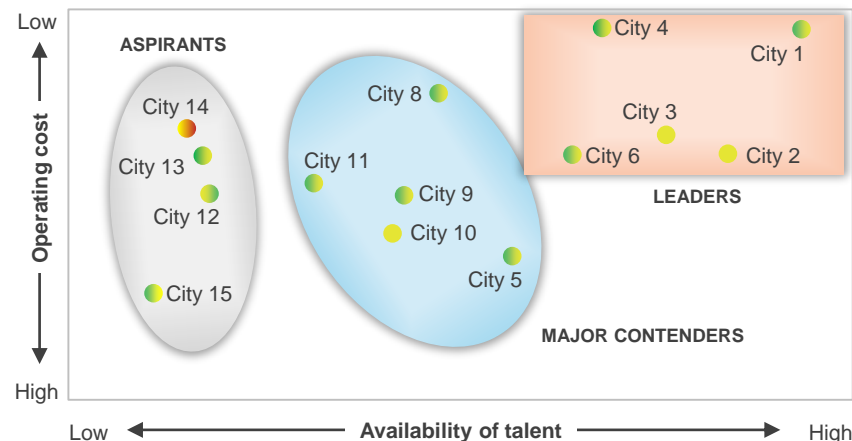 Low
ASPIRANTS
City 4
City 1
City 14
City 8
City 3
City 13
City 11
City 6
City 2
LEADERS
City 12
City 9
City 10
City 5
City 15
MAJOR CONTENDERS
Operating cost
High
Low
Availability of talent
High